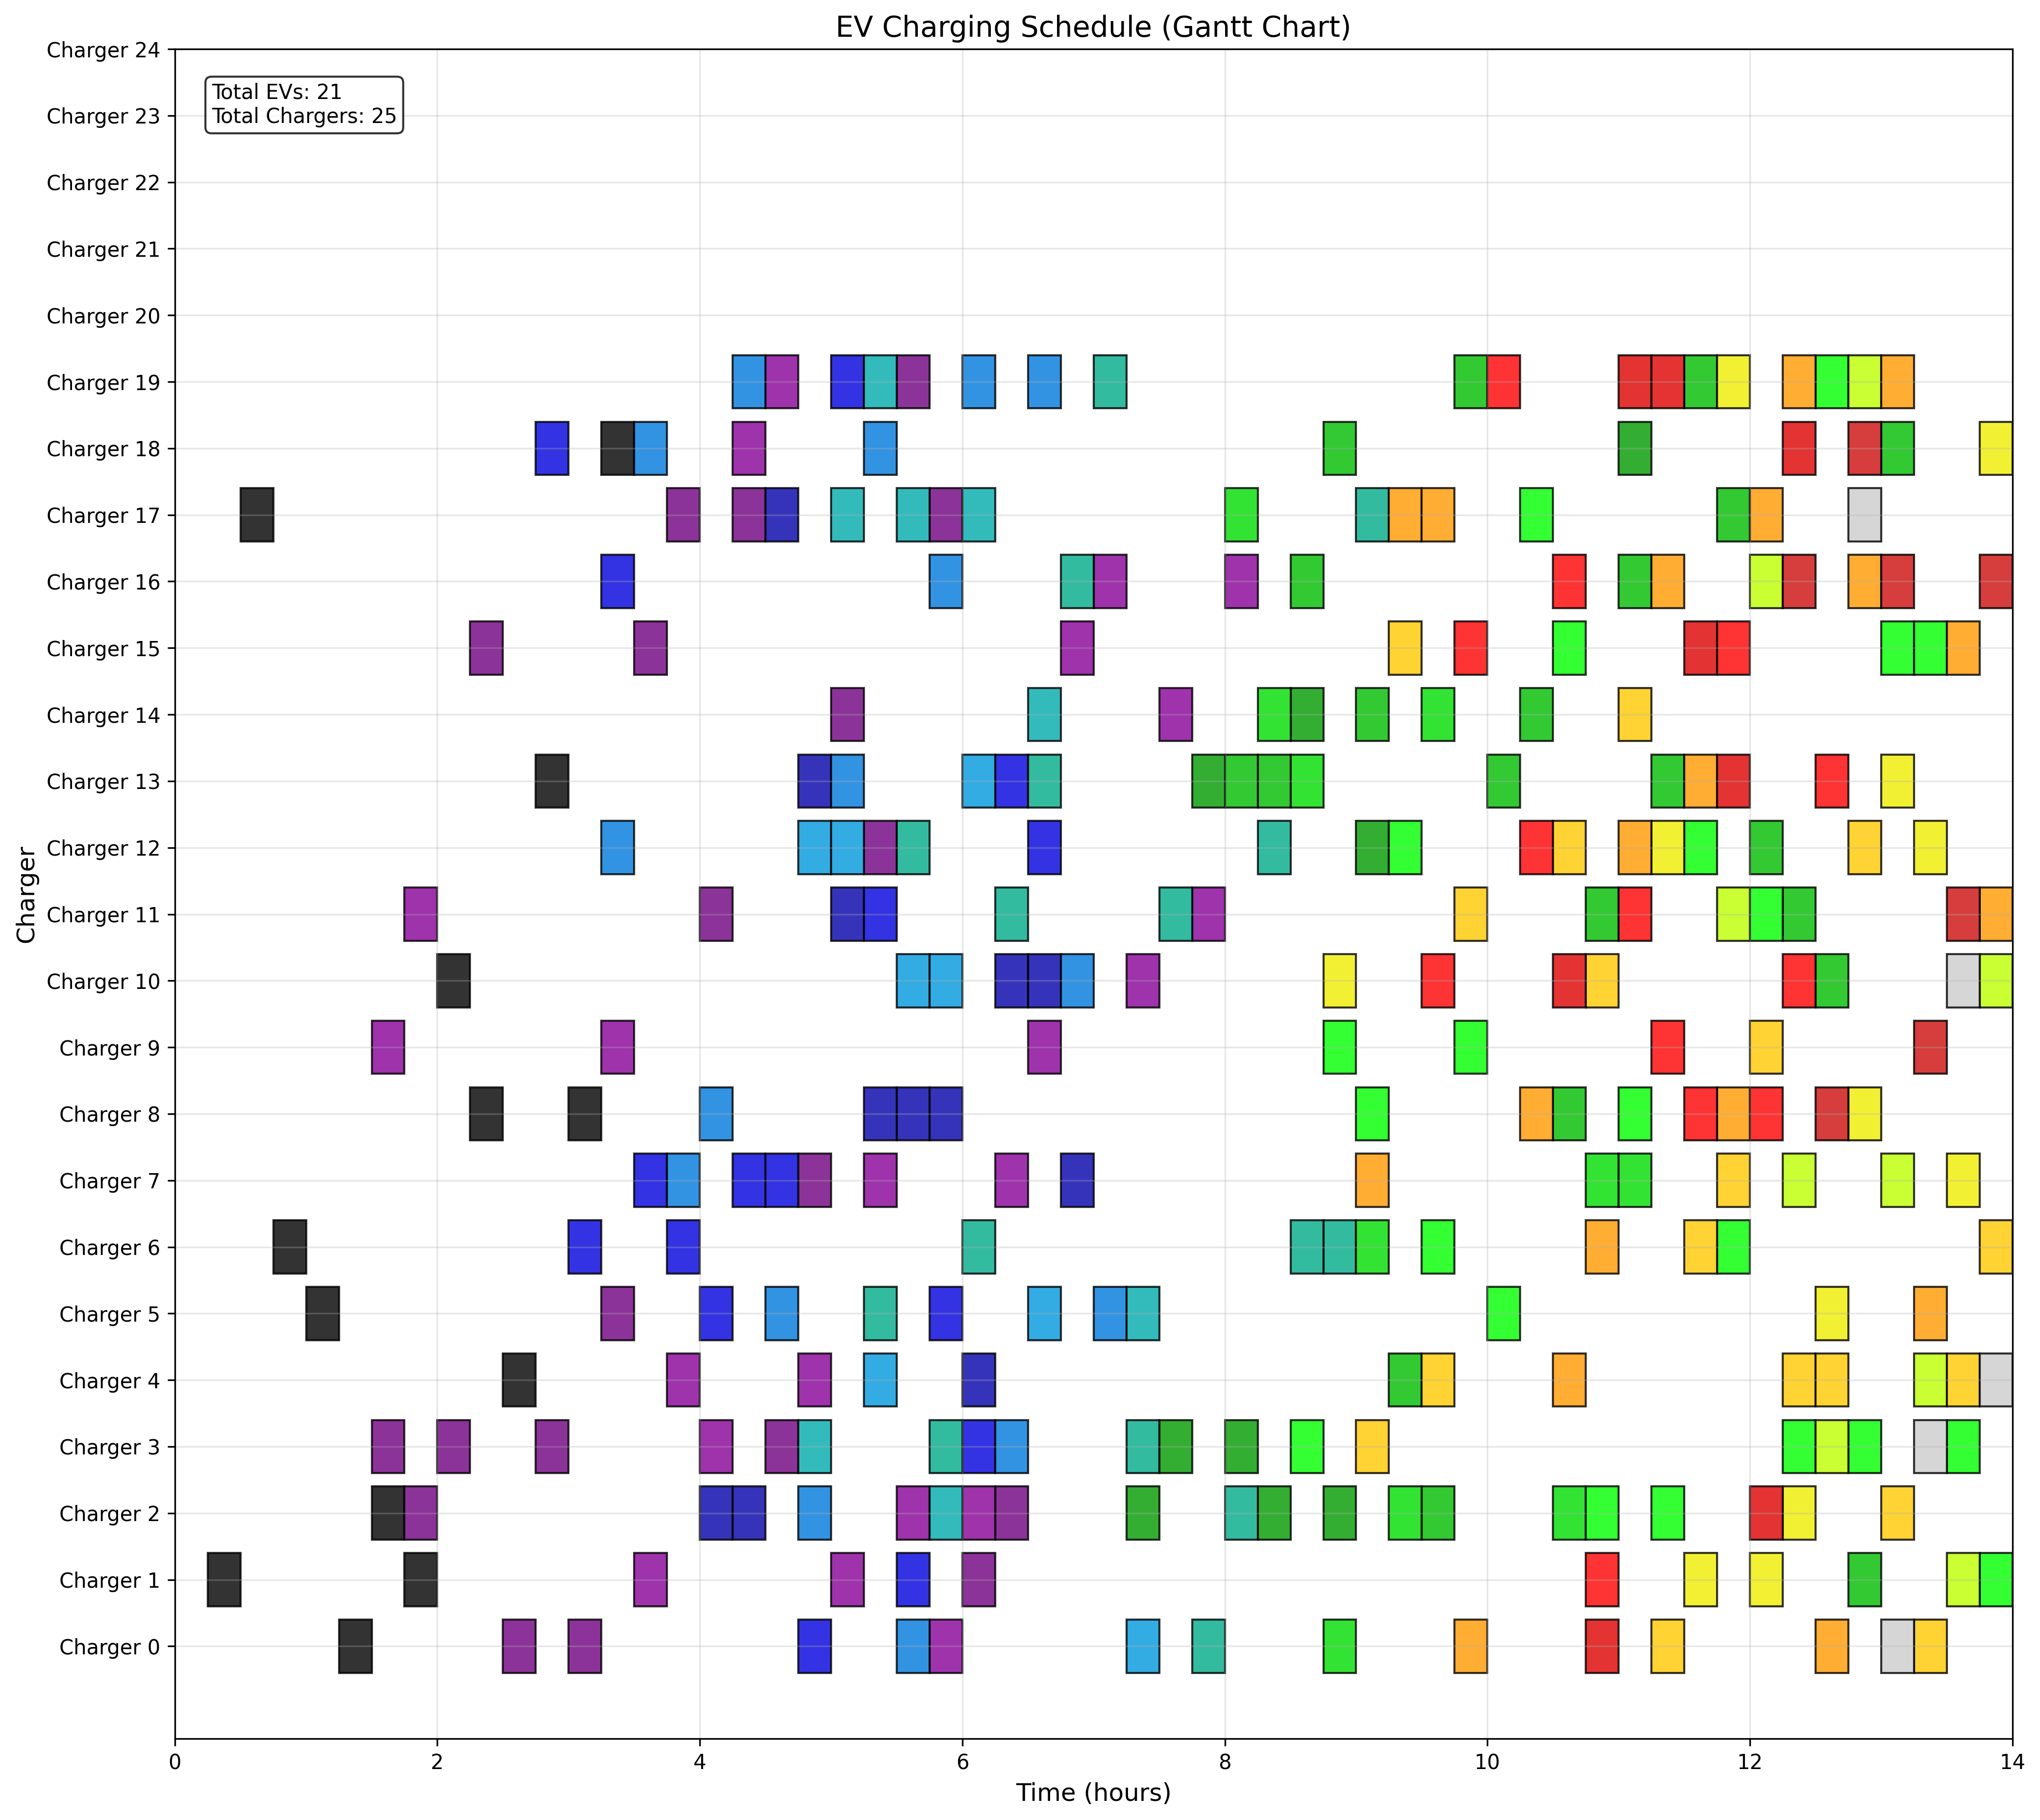 EV Charging Schedule (Gantt Chart)
Total EVs: 21
Total Chargers: 25
Charger 24
Charger 23
Charger 22
Charger 21
Charger 20
Charger 19
Charger 18
Charger 17
Charger 16
Charger 15
Charger 14
Charger 13
Charger 12
Charger 11
Charger 10
Charger 9
Charger 8
Charger 7
Charger 6
Charger 5
Charger 4
Charger 3
Charger 2
Charger 1
Charger 0
Charger
0 2 4 6 8 10 12 14
Time (hours)